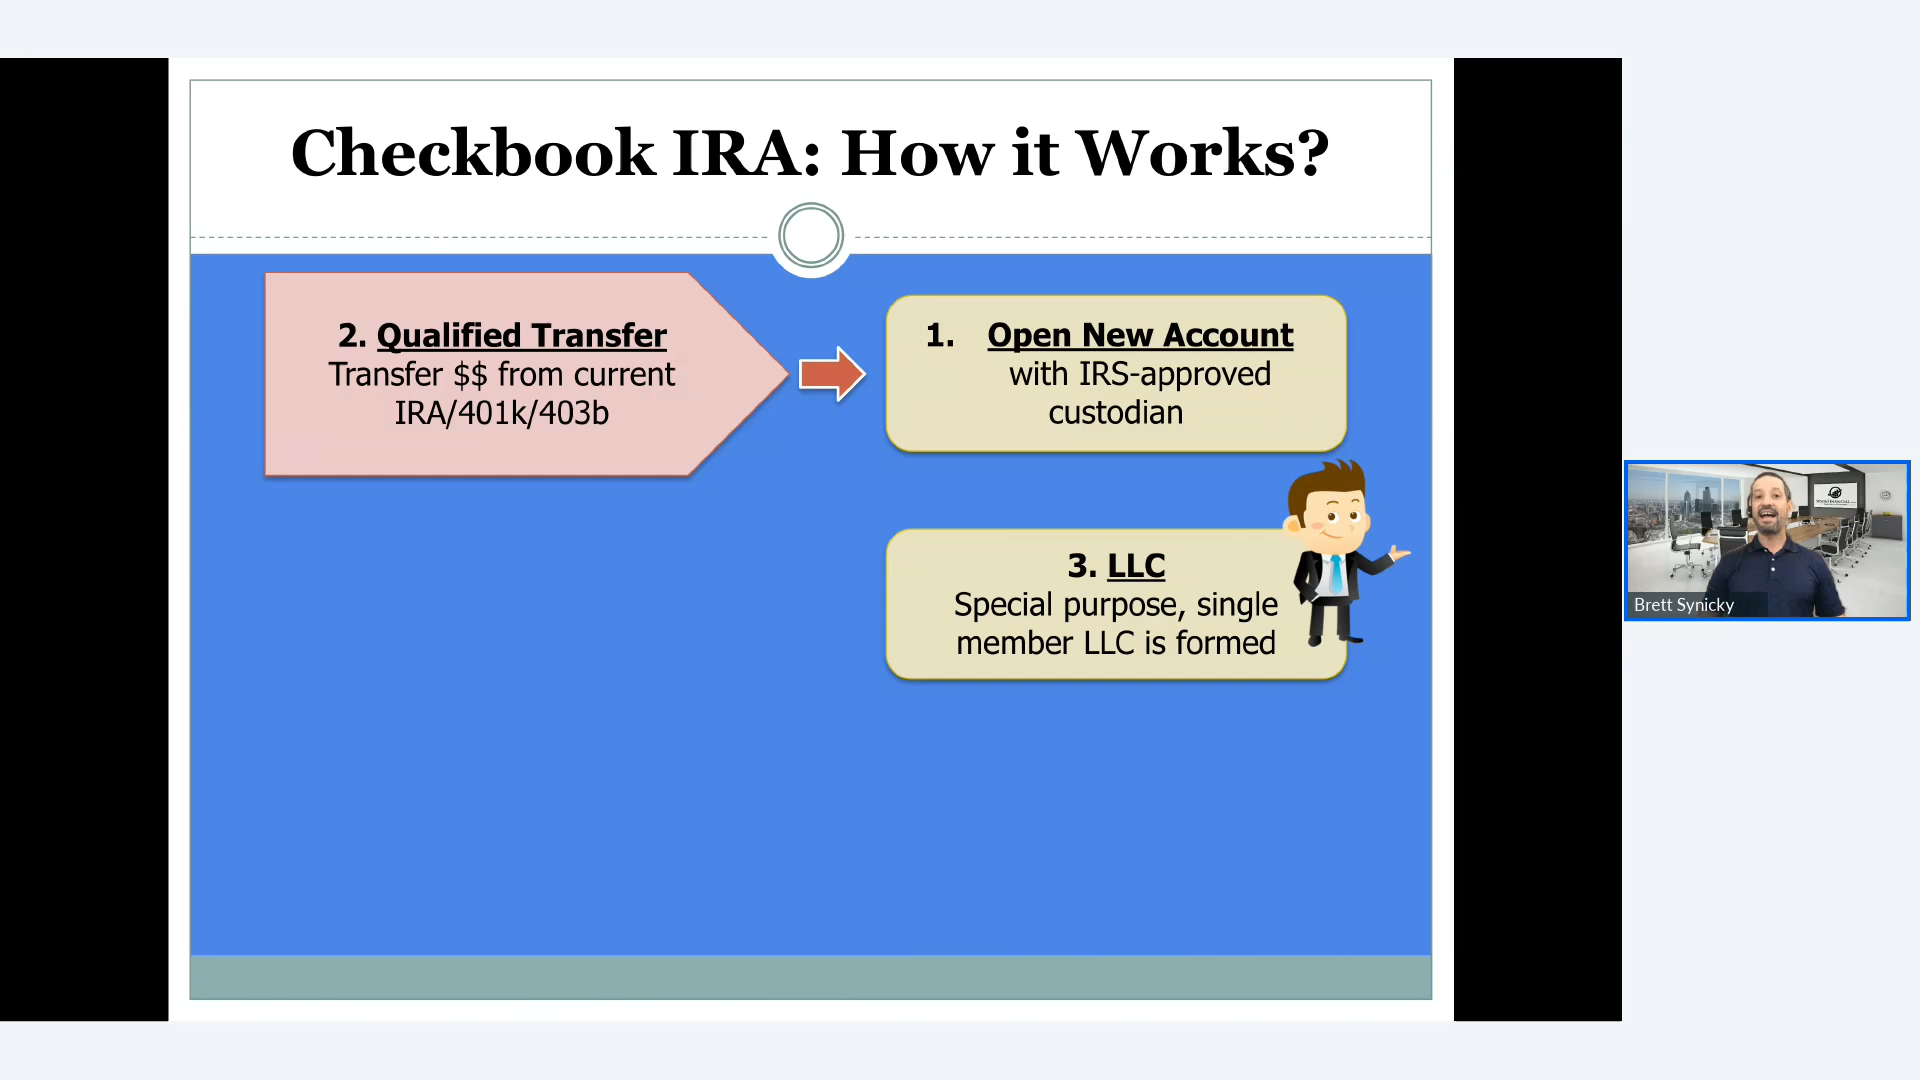 Checkbook IRA: How it Works?
2. Qualified Transfer
Transfer $$ from current
IRA/401k/403b
1. Open New Account
with IRS-approved
custodian
3. LLC
Special purpose, single
member LLC is formed
Brett Synicky